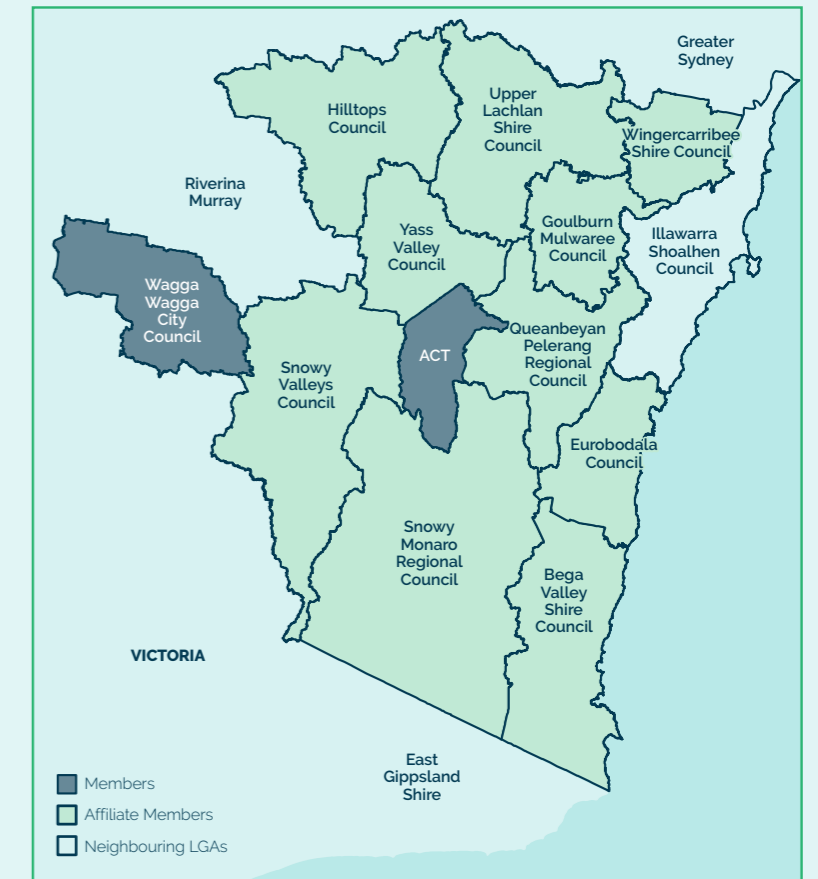 Greater
Sydney
Hilltops
Council
Upper
Lachlan
Shire
Council
Wingercarribee
Shire Council
Riverina
Murray
Yass
Valley
Council
Goulburn
Mulwaree
Council
Illawarra
Shoalhen
Council
Wagga
Wagga
City
Council
ACT
Queanbeyan
Pelerang
Regional
Council
Snowy
Valleys
Council
Eurobodala
Council
Snowy
Monaro
Regional
Council
Bega
Valley
Shire
Council
VICTORIA
East
Gippsland
Shire
Members
Affiliate Members
Neighbouring LGAs